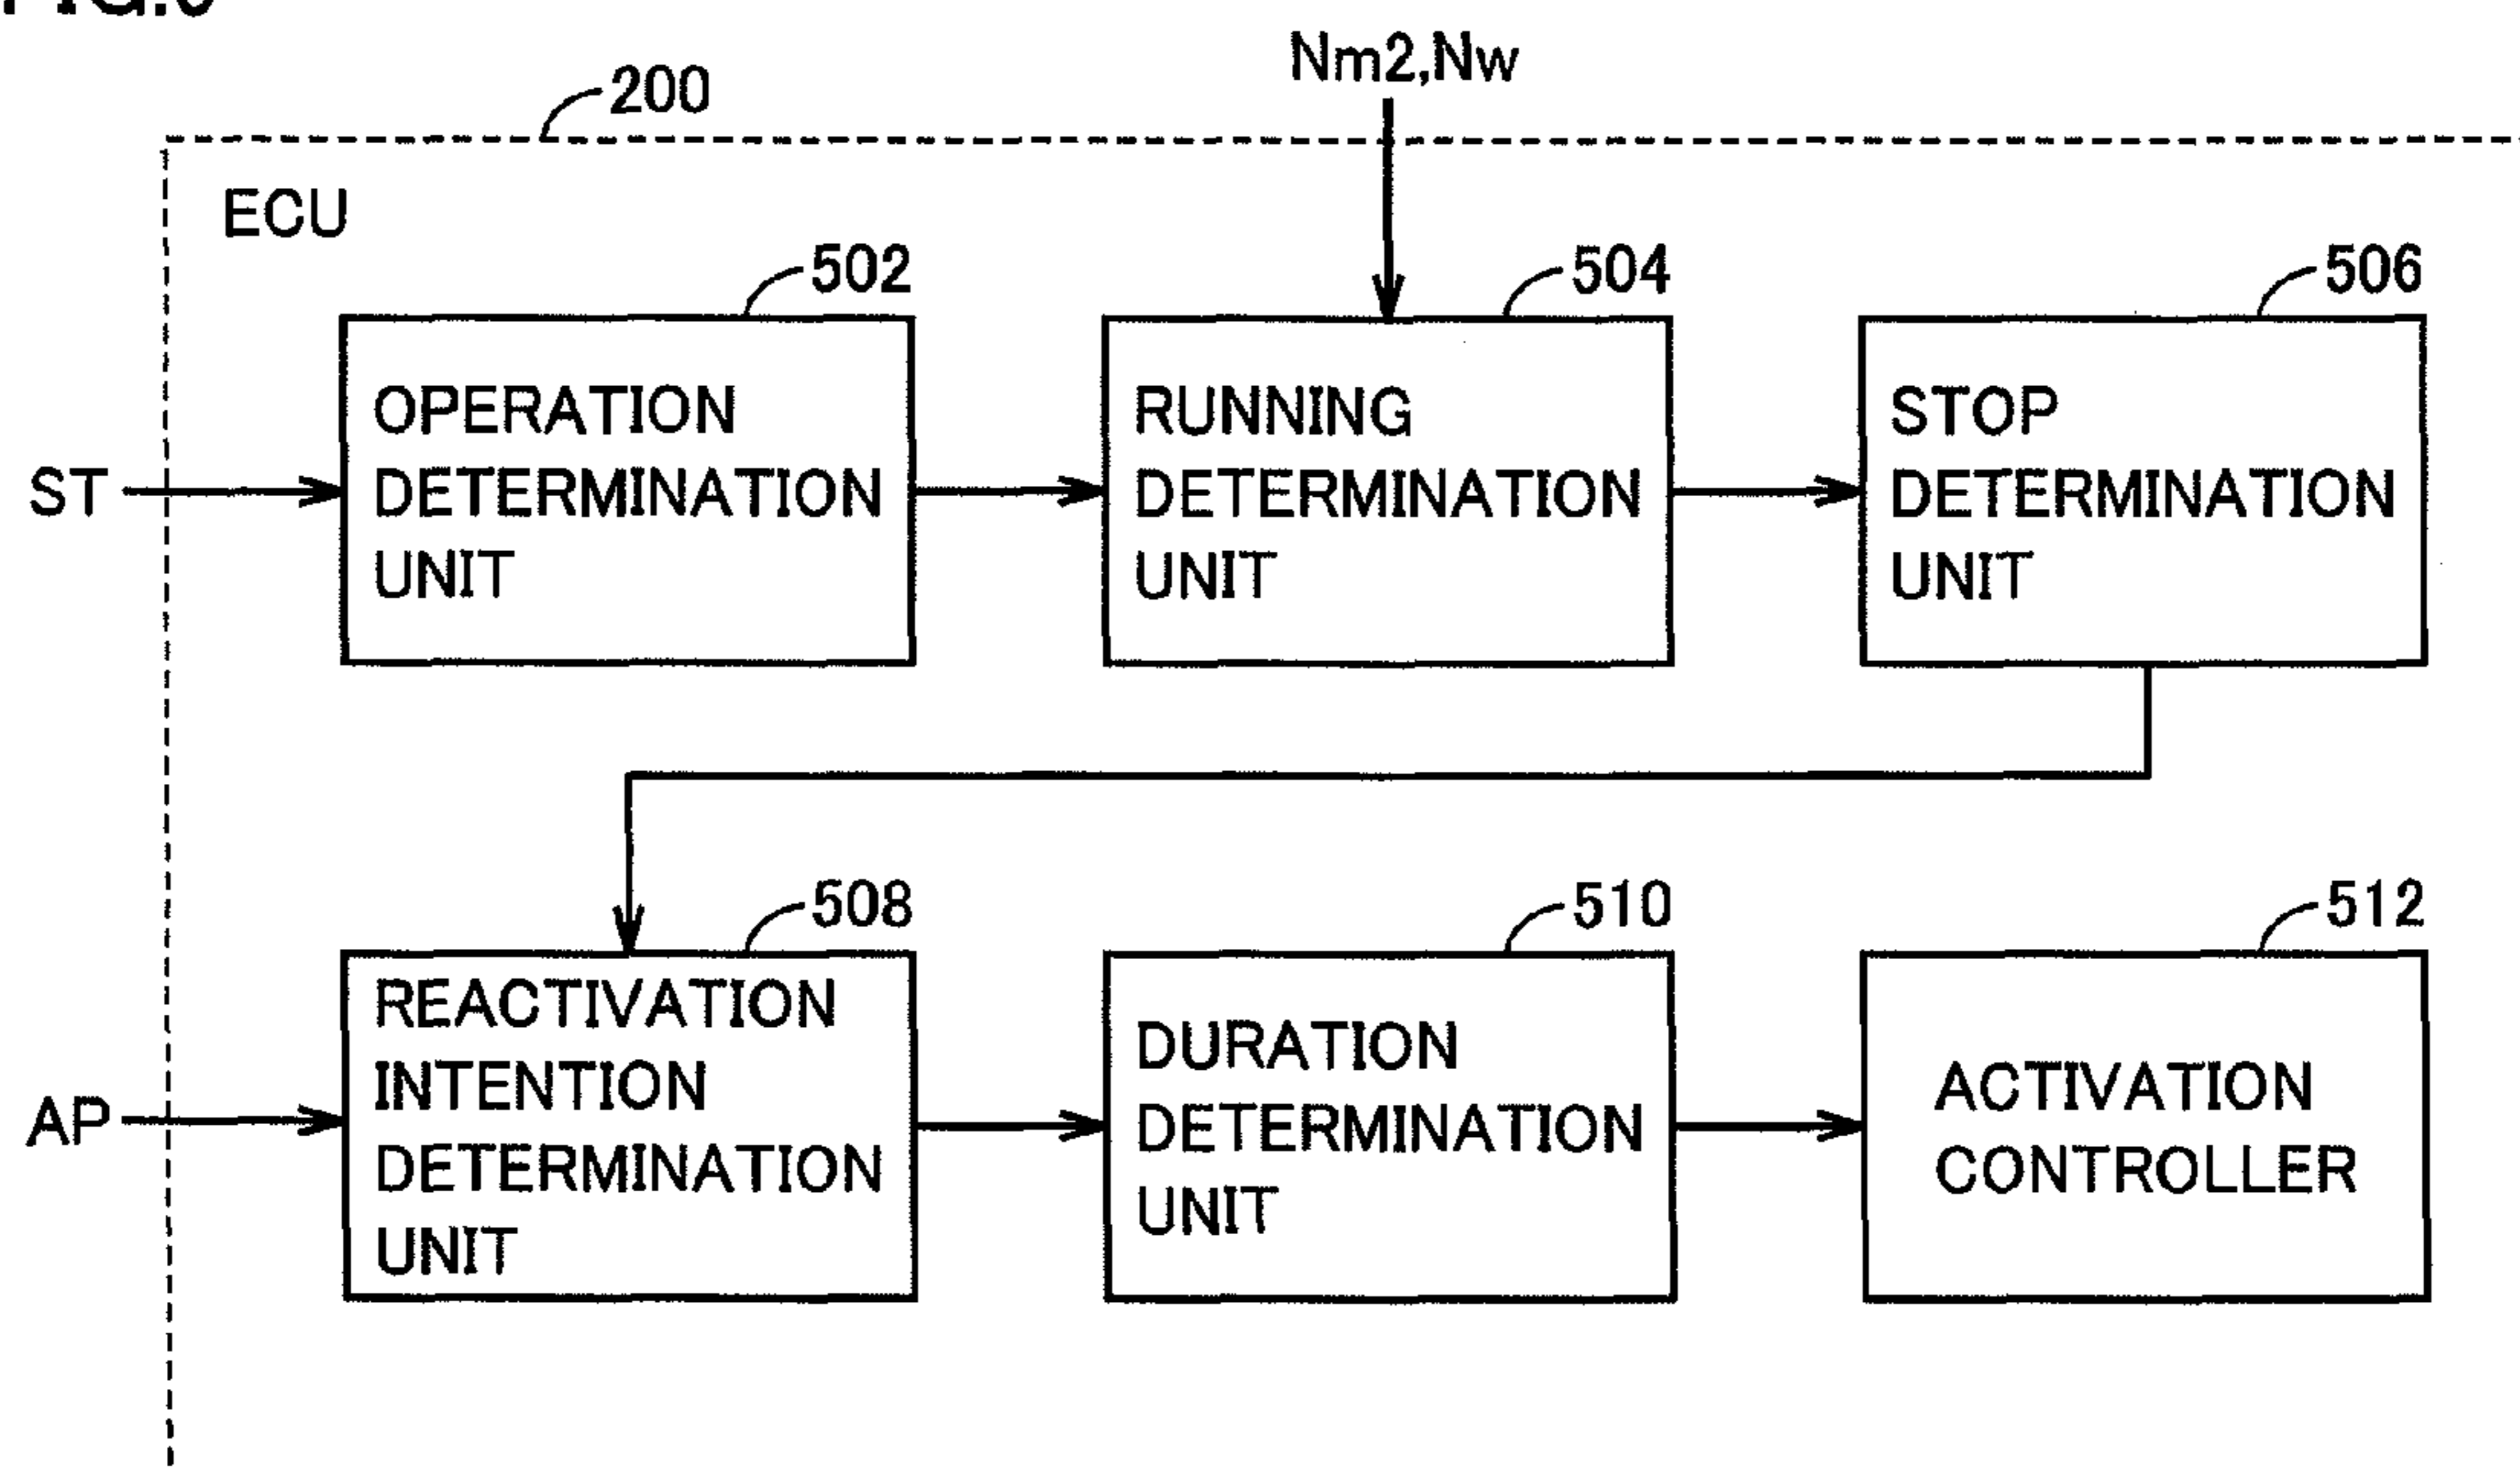 Nm2,Nw
200
ECU
502
504
506
OPERATION
DETERMINATION
UNIT
RUNNING
DETERMINATION
UNIT
STOP
DETERMINATION
UNIT
ST
508
510
512
REACTIVATION
INTENTION
DETERMINATION
UNIT
DURATION
DETERMINATION
UNIT
ACTIVATION
CONTROLLER
AP